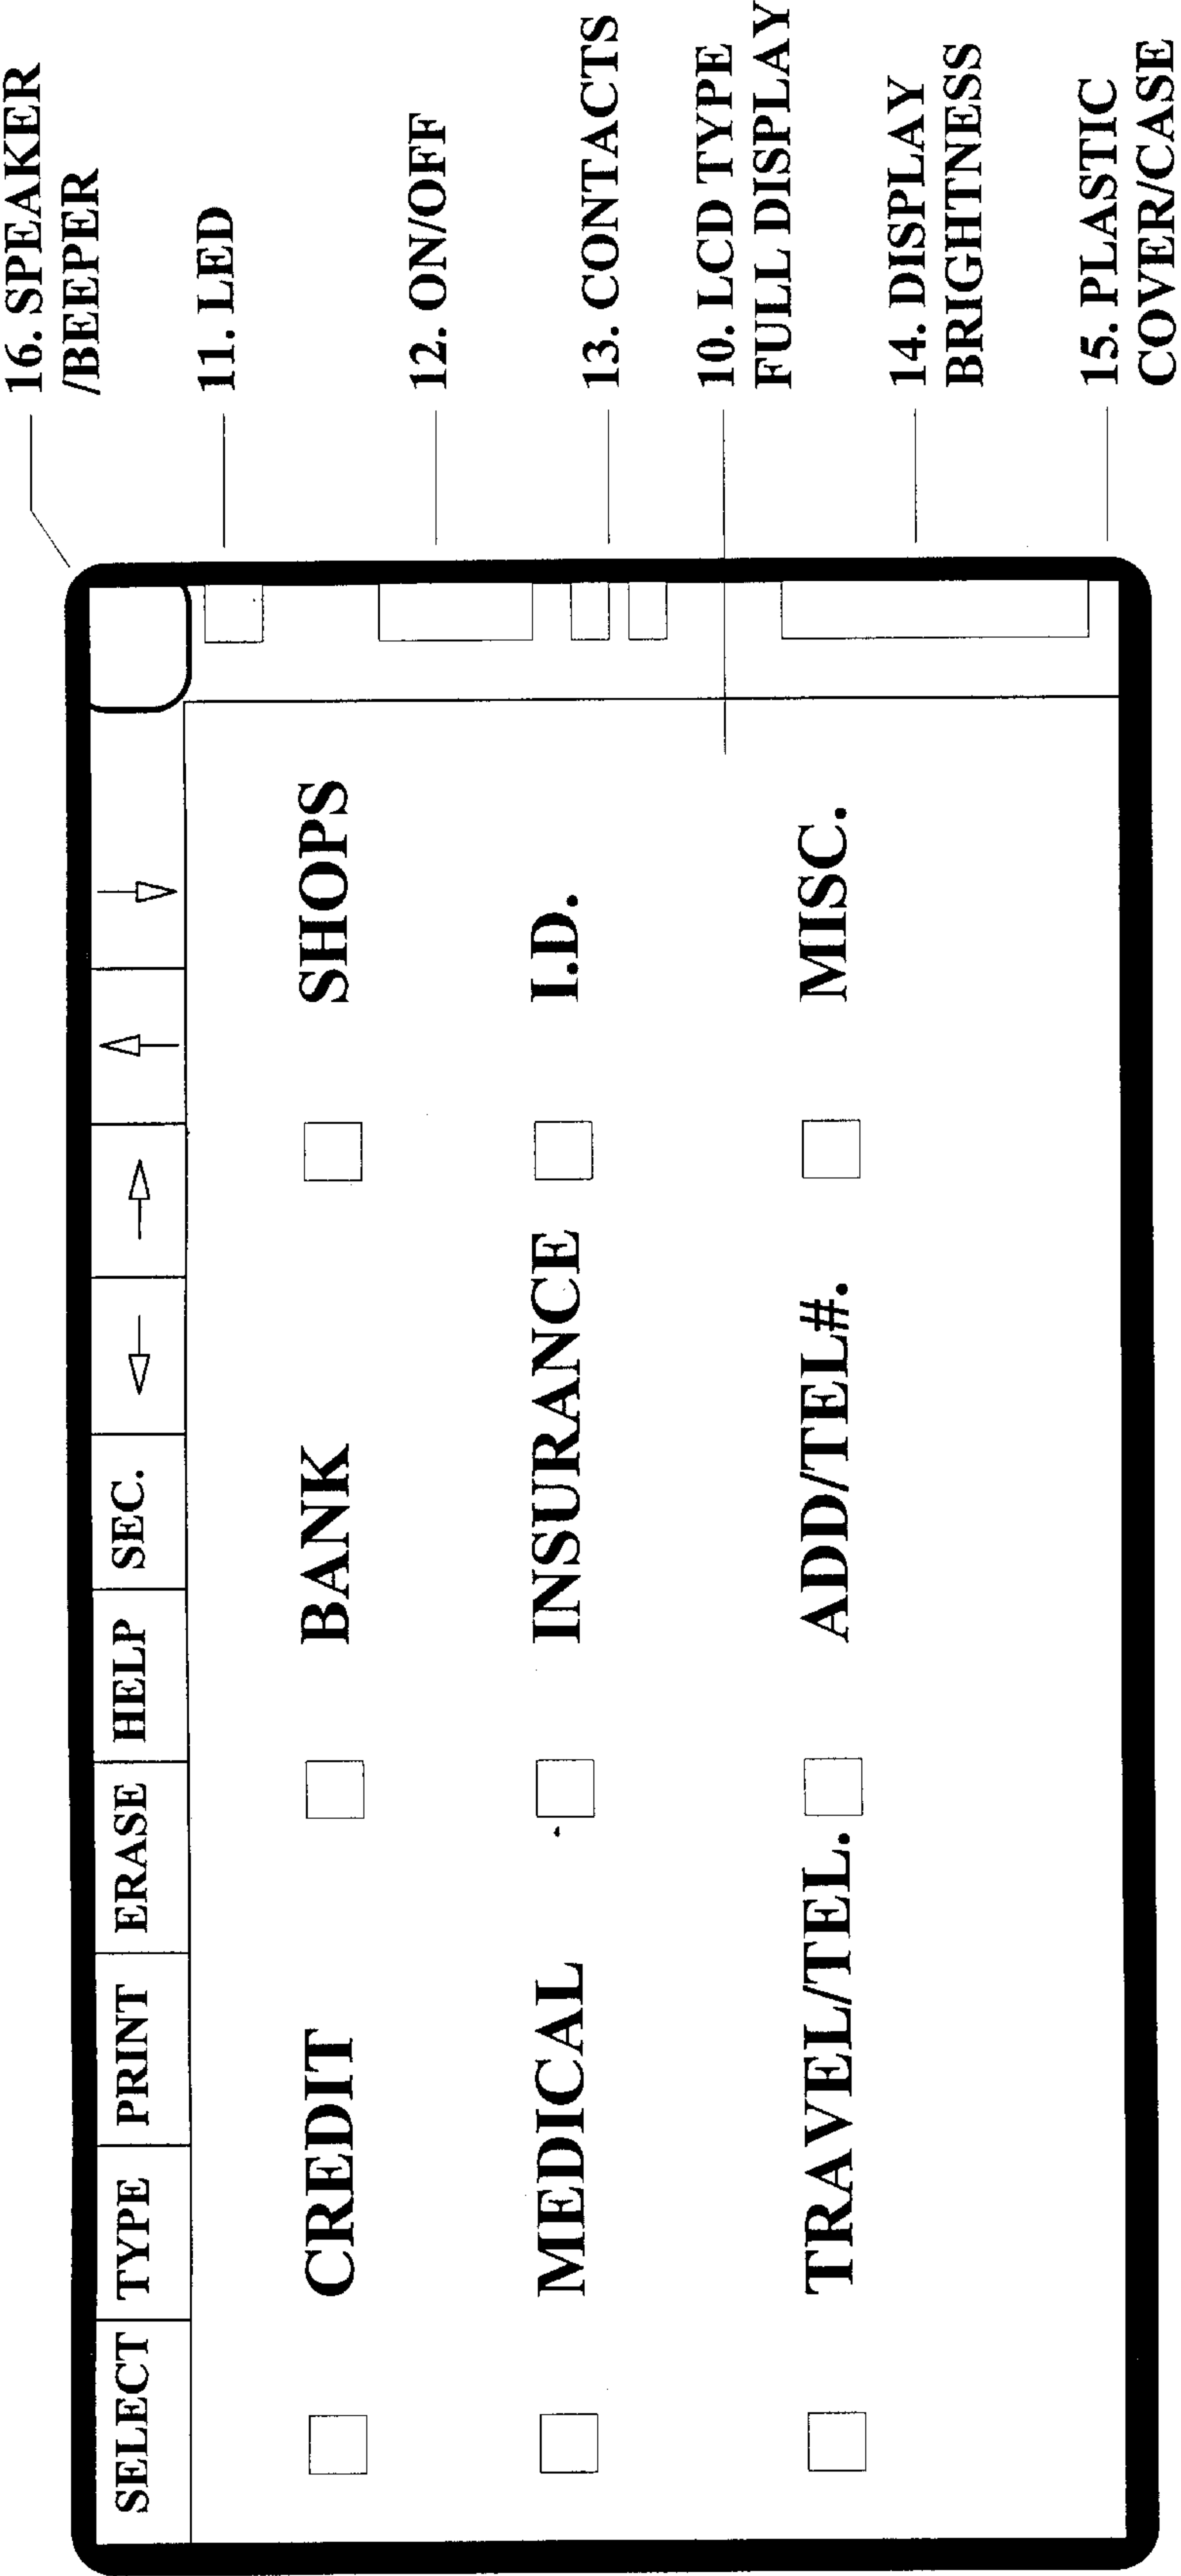 SELECT TYPE PRINT ERASE HELP SEC.
CREDIT BANK SHOPS
MEDICAL INSURANCE I.D.
TRAVEL/TEL. ADD/TEL#. MISC.
16. SPEAKER
/BEEPER
11. LED
12. ON/OFF
13. CONTACTS
10. LCD TYPE
FULL DISPLAY
14. DISPLAY
BRIGHTNESS
15. PLASTIC
COVER/CASE